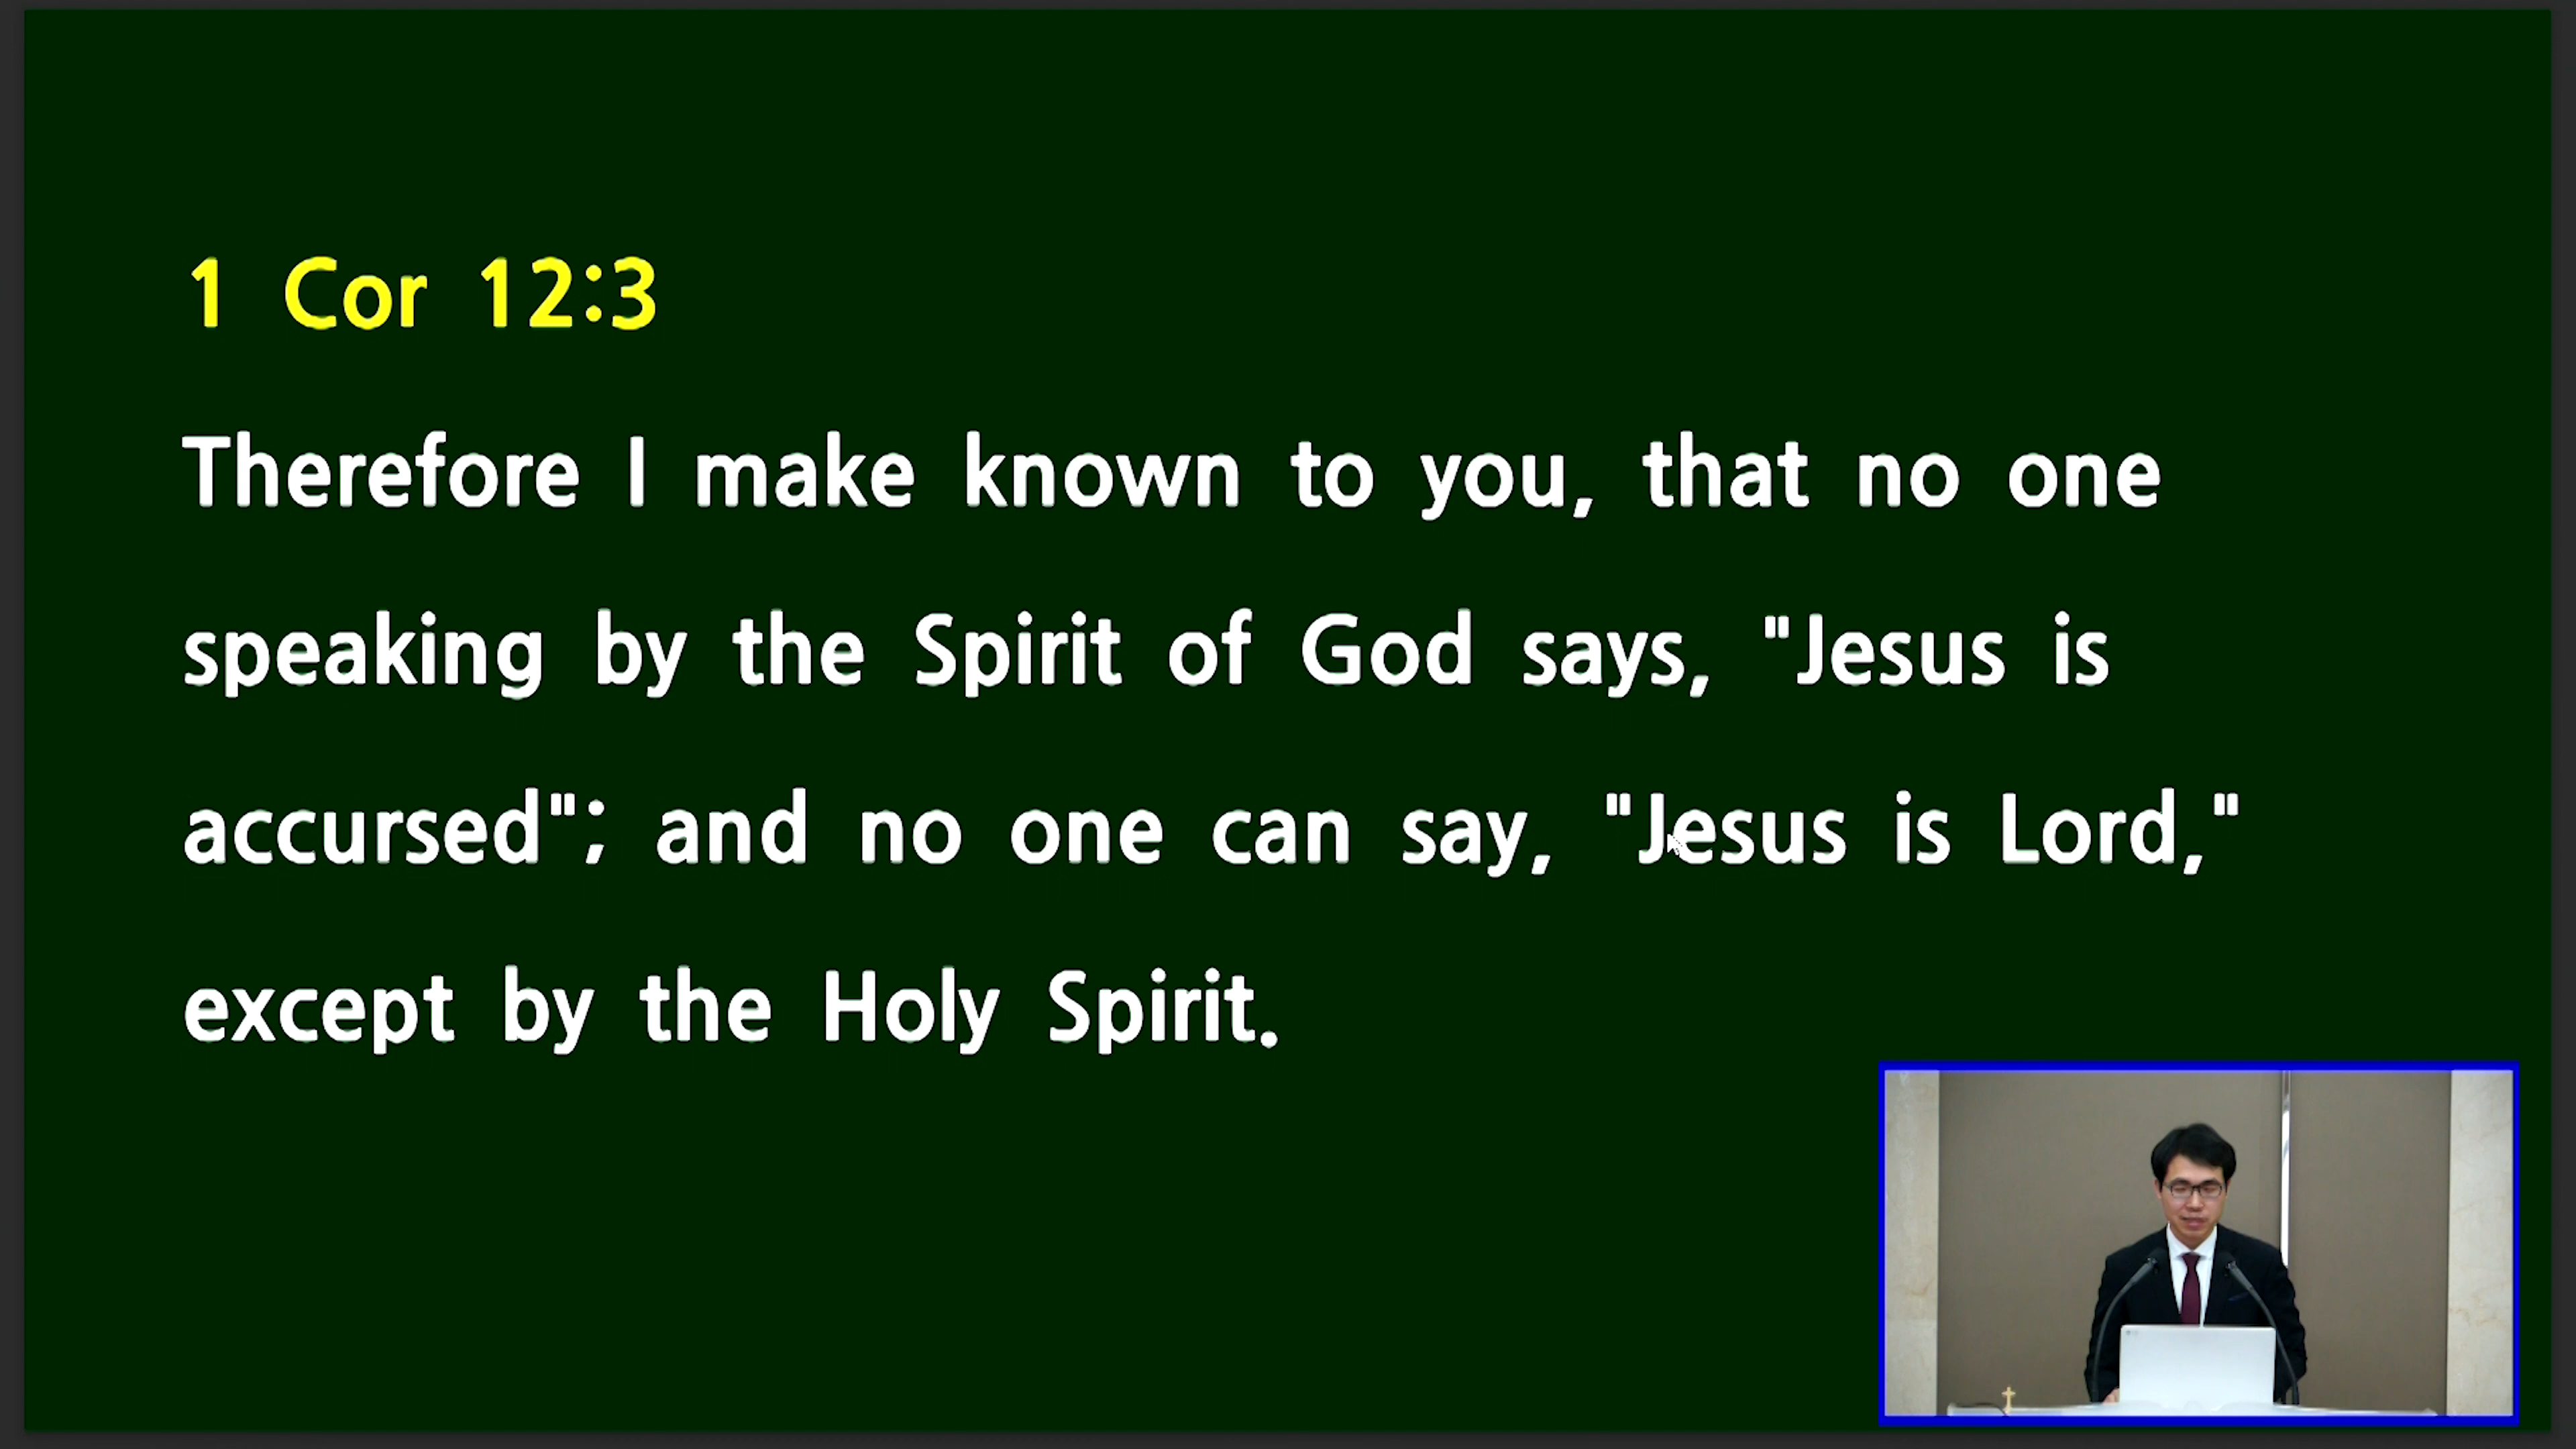 1 Cor 12:3
Therefore I make known to you, that no one
speaking by the Spirit of God says, "Jesus is
accursed"; and no one can say, "Jesus is Lord,"
except by the Holy Spirit.